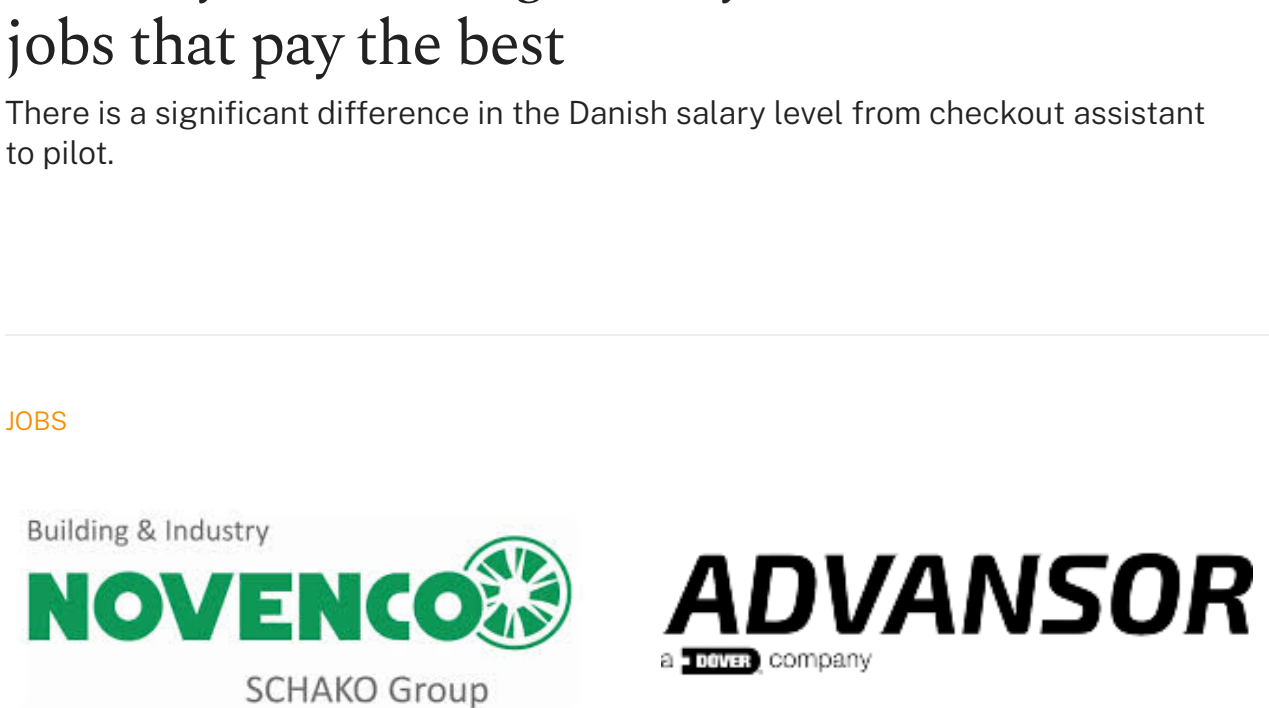 jobs that pay the best
There is a significant difference in the Danish salary level from checkout assistant
to pilot.
JOBS
Building & Industry
NOVENCO
SCHAKO Group
ADVANSOR
a DOVER company